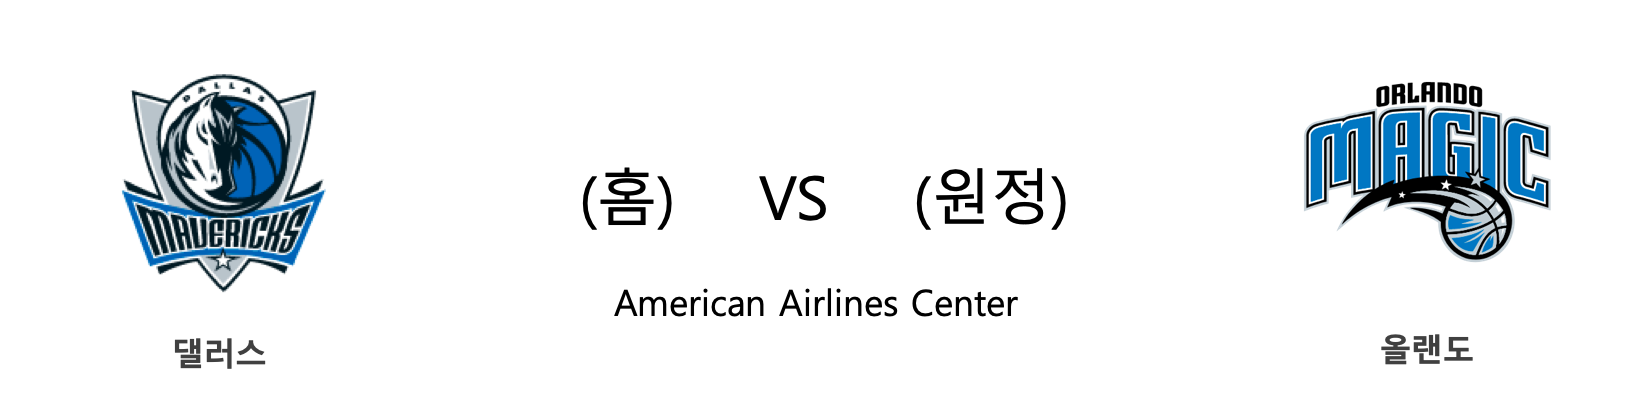 DALLAS
MAVERICKS
댈러스
(홈) VS (원정)
American Airlines Center
ORLANDO
MAGIC
올랜도